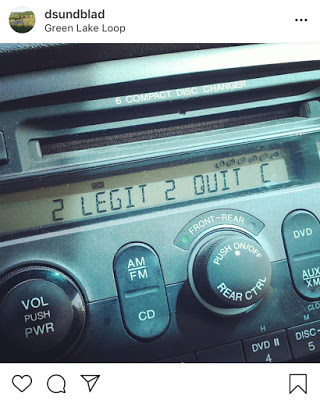 dsundblad
Green Lake Loop
6 COMPACT DISC CHANGER
2 LEGIT 2 QUIT C
FRONT-REAR
PUSH ON/OFF
REAR CTRL
VOL
PUSH
PWR
AM
FM
CD
DVD
AUX
XM
H
M
DVD II
4
DISC
5